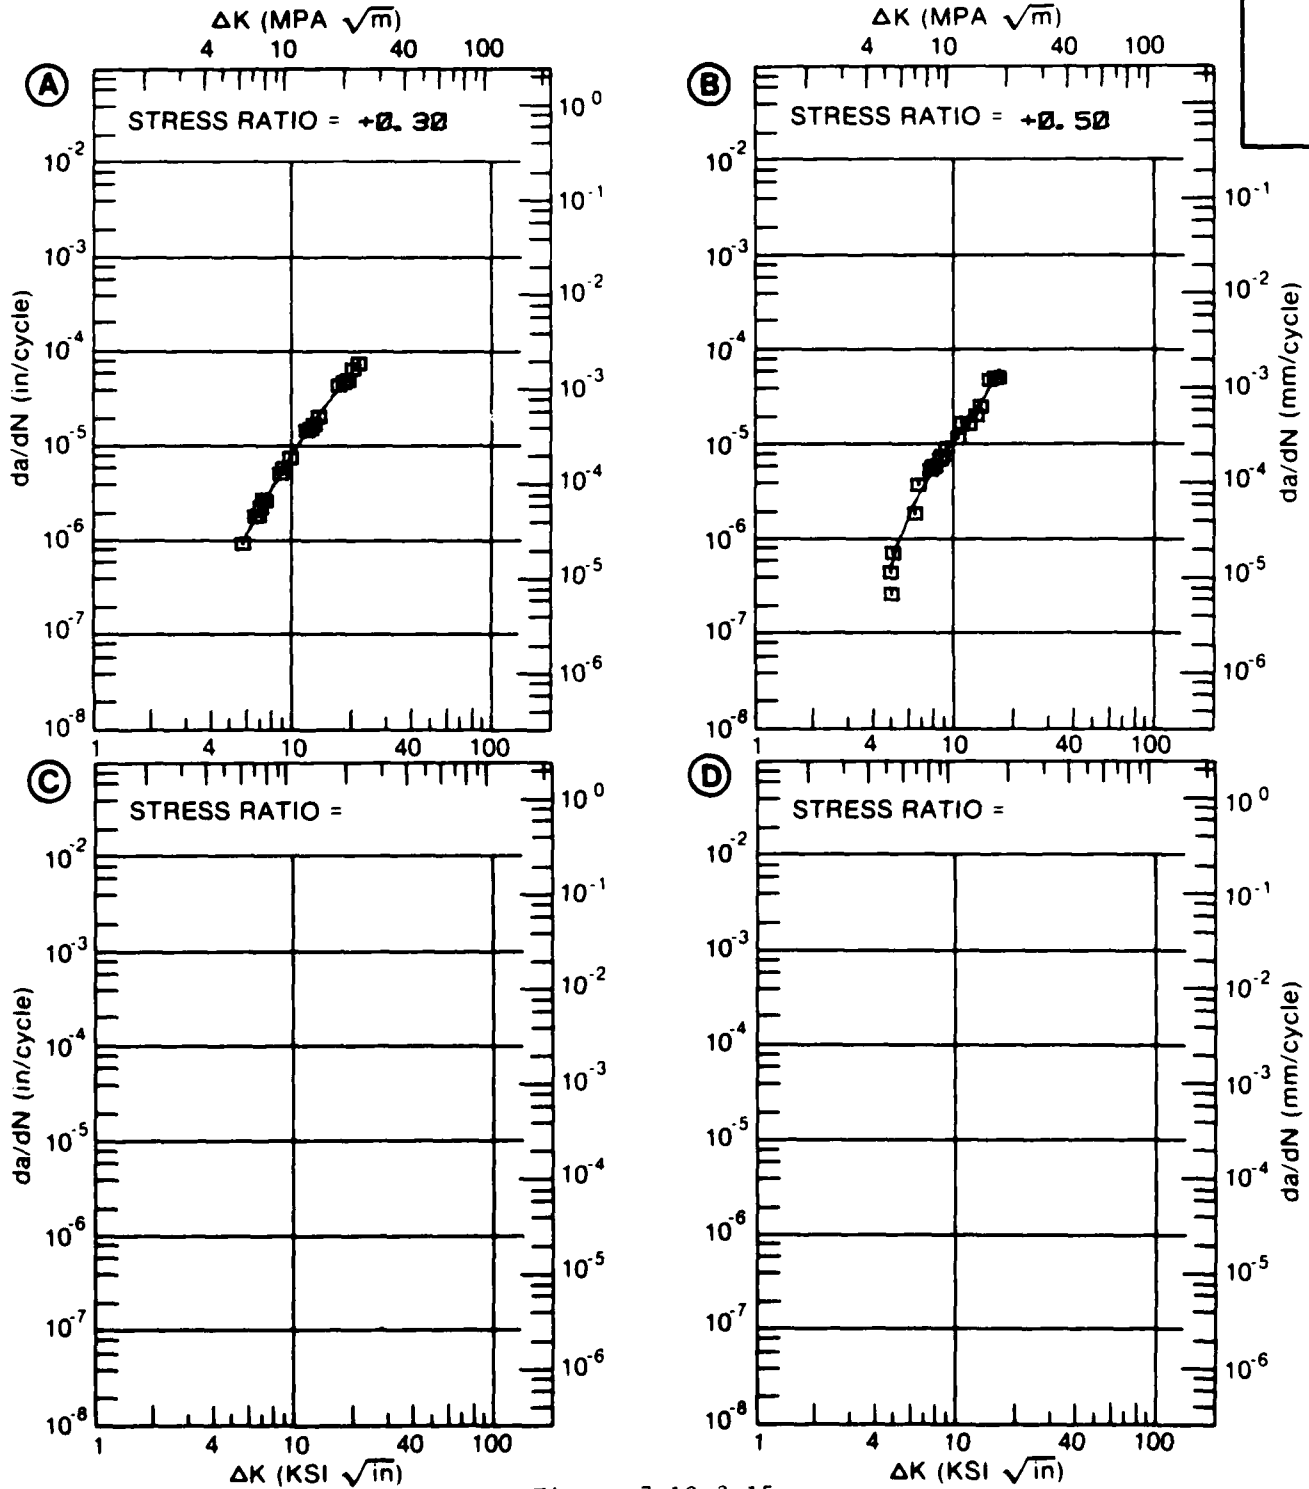 ΔK (MPA √m)
4 10 40 100
A
STRESS RATIO = +0.30
10^-2
10^-3
10^-4
10^-5
10^-6
10^-7
10^-8
da/dN (in/cycle)
10^0
10^-1
10^-2
10^-3
10^-4
10^-5
10^-6
1 4 10 40 100
ΔK (MPA √m)
4 10 40 100
B
STRESS RATIO = +0.50
10^-2
10^-3
10^-4
10^-5
10^-6
10^-7
10^-8
10^-1
10^-2
10^-3
10^-4
10^-5
10^-6
da/dN (mm/cycle)
1 4 10 40 100
C
STRESS RATIO =
10^-2
10^-3
10^-4
10^-5
10^-6
10^-7
10^-8
da/dN (in/cycle)
10^0
10^-1
10^-2
10^-3
10^-4
10^-5
10^-6
1 4 10 40 100
ΔK (KSI √in)
D
STRESS RATIO =
10^-2
10^-3
10^-4
10^-5
10^-6
10^-7
10^-8
10^0
10^-1
10^-2
10^-3
10^-4
10^-5
10^-6
da/dN (mm/cycle)
1 4 10 40 100
ΔK (KSI √in)